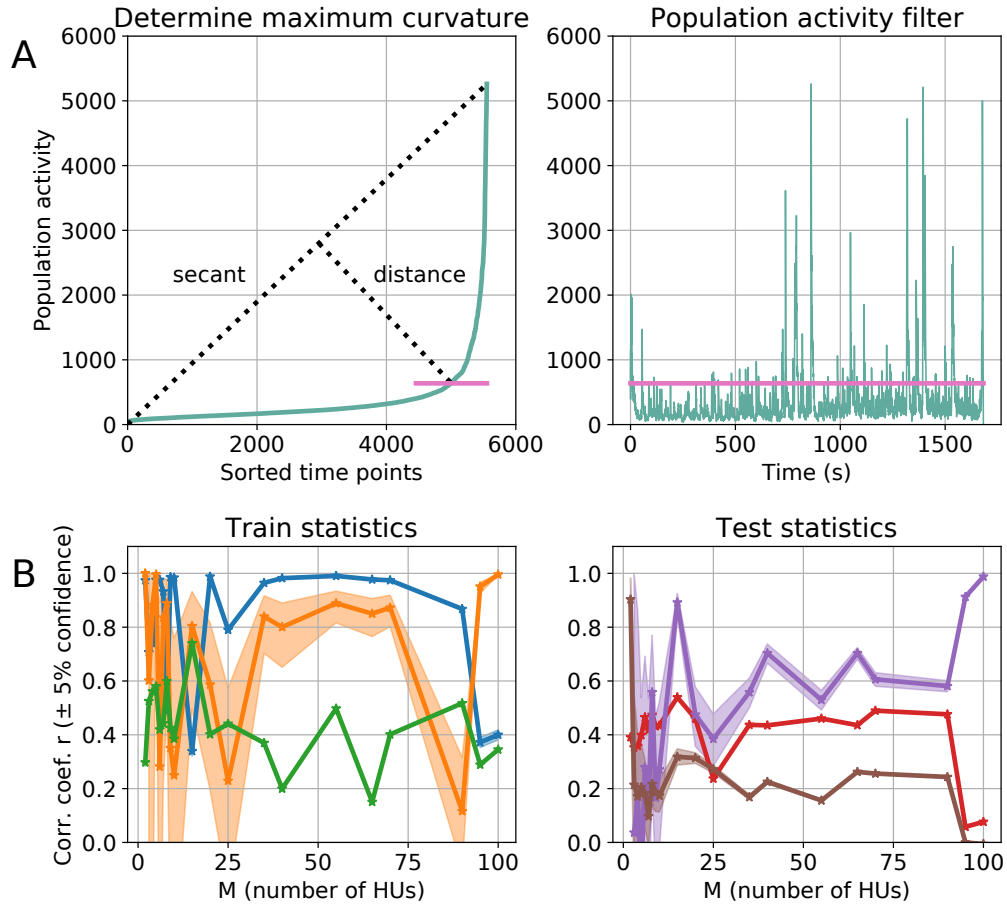 A
Determine maximum curvature
Population activity
6000
5000
4000
3000
2000
1000
0
secant
distance
0 2000 4000 6000
Sorted time points
Population activity filter
6000
5000
4000
3000
2000
1000
0
0 500 1000 1500
Time (s)
B
Train statistics
Corr. coef. r (± 5% confidence)
1.0
0.8
0.6
0.4
0.2
0.0
0 25 50 75 100
M (number of HUs)
Test statistics
1.0
0.8
0.6
0.4
0.2
0.0
0 25 50 75 100
M (number of HUs)